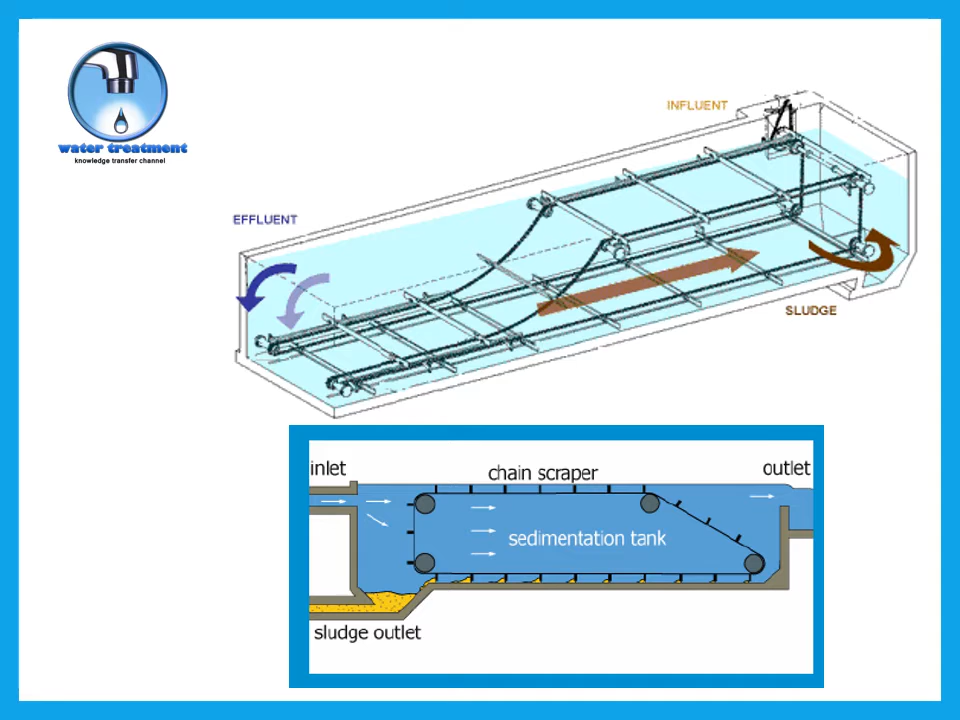 INFLUENT
water treatment
knowledge transfer channel
EFFLUENT
SLUDGE
inlet
chain scraper
outlet
sedimentation tank
sludge outlet